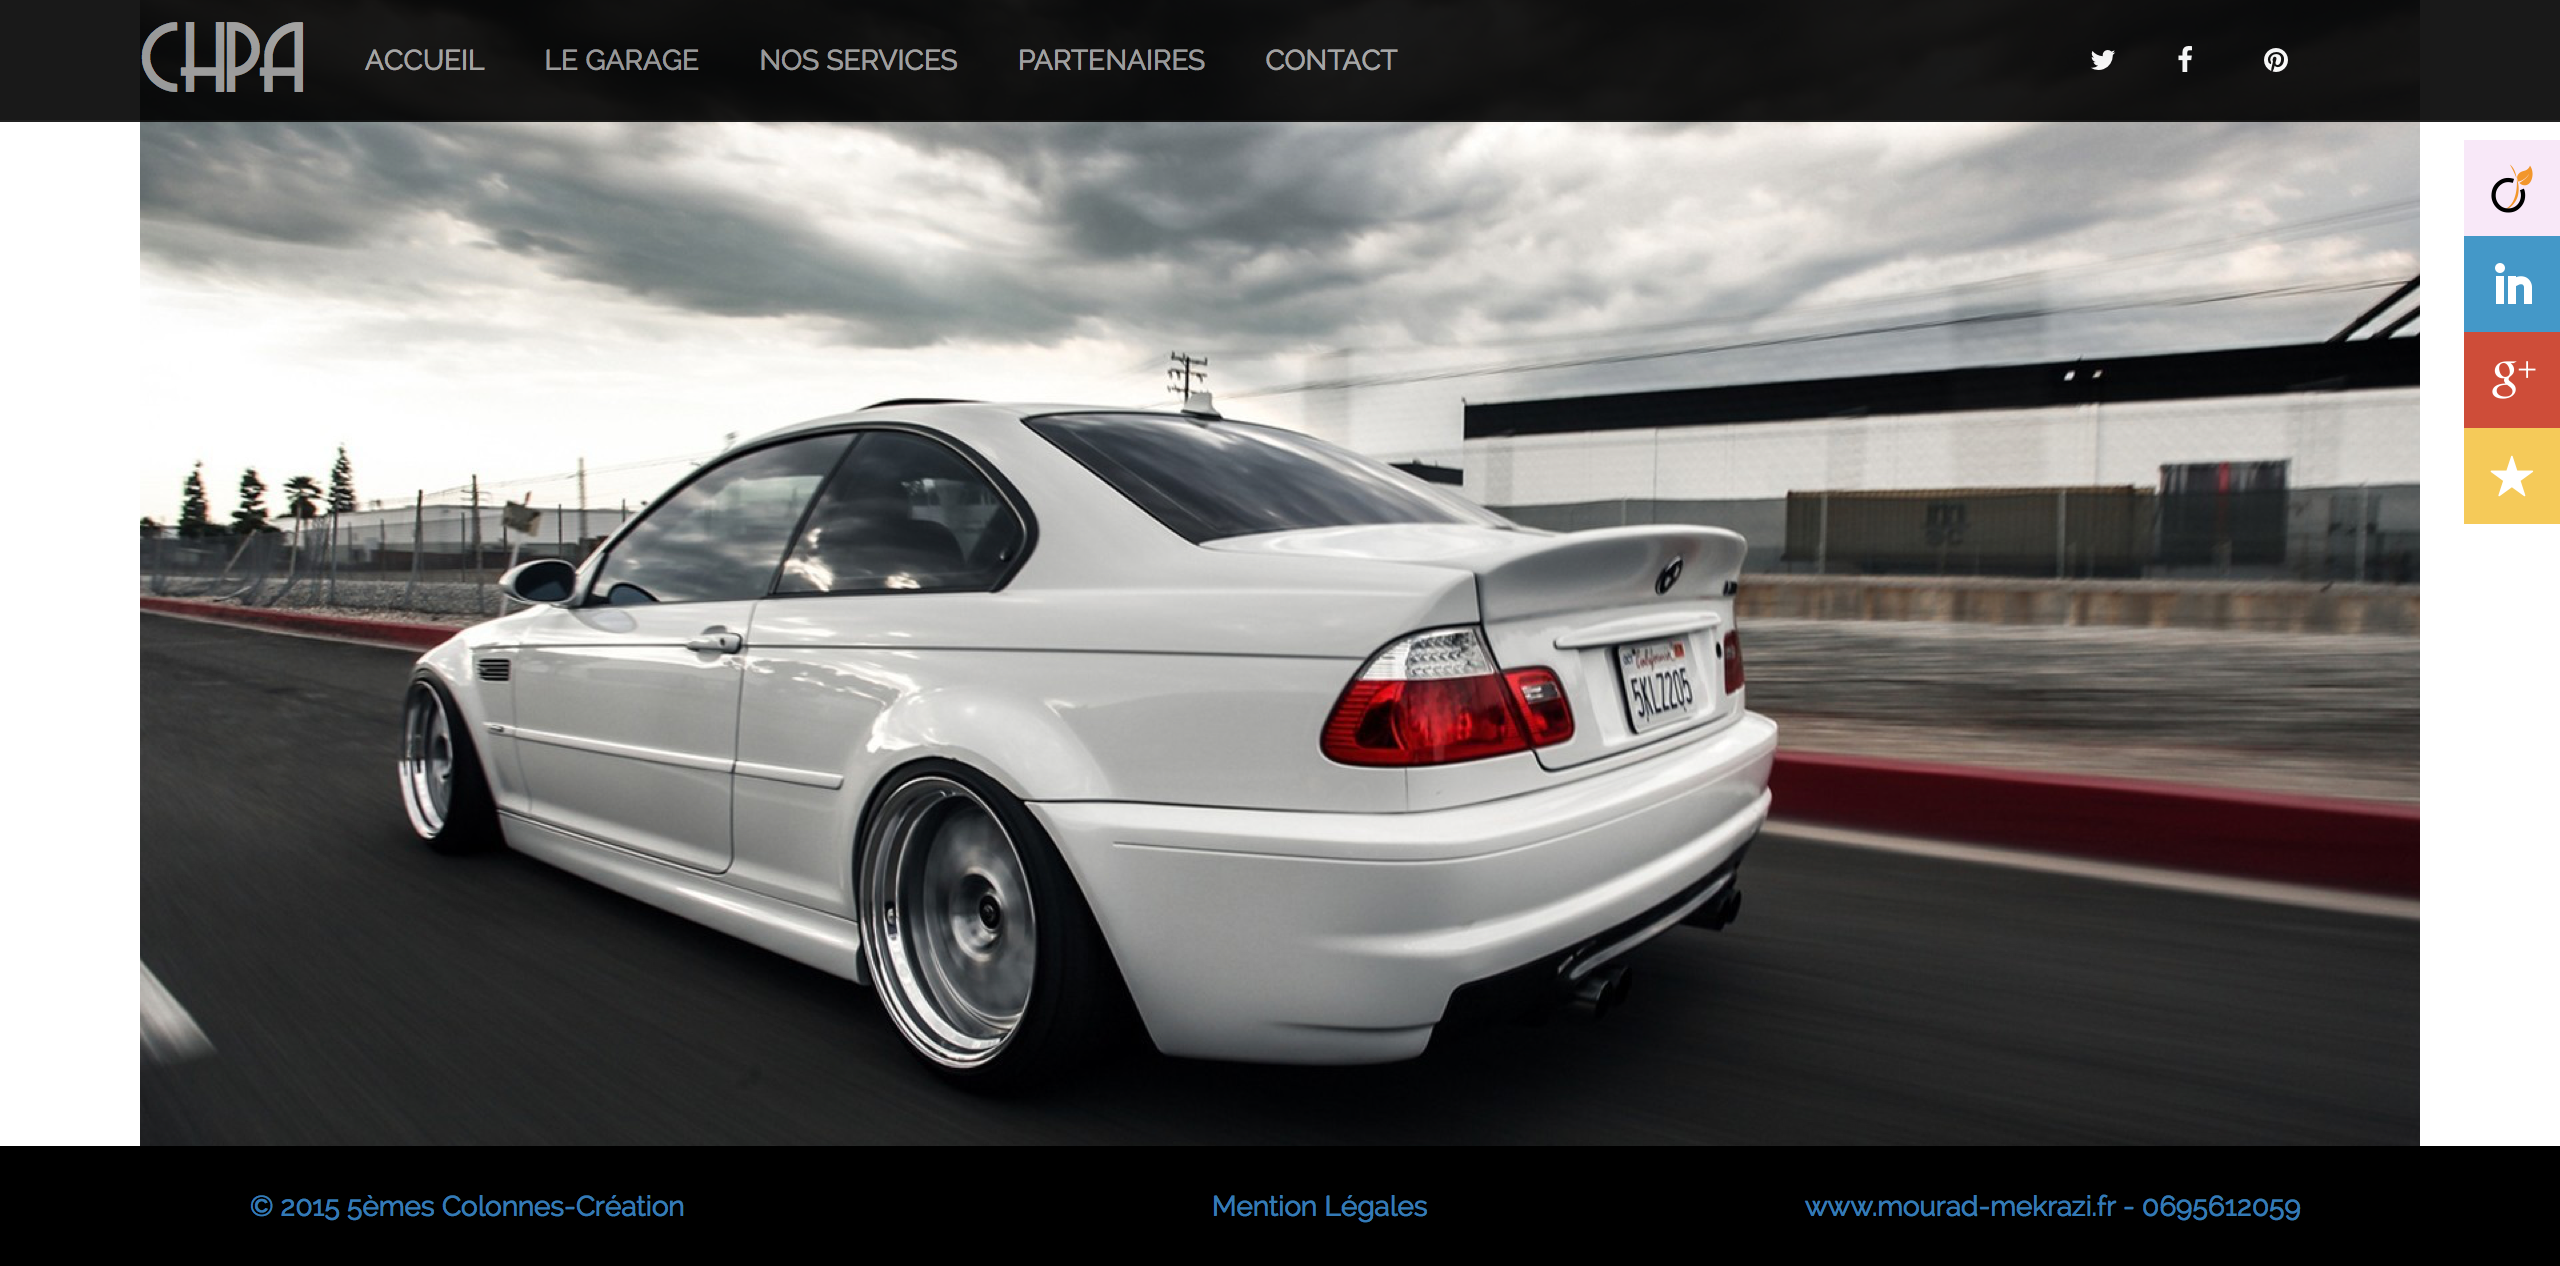 CHPA
ACCUEIL
LE GARAGE
NOS SERVICES
PARTENAIRES
CONTACT
in
g+
California
5KLZ205
© 2015 5èmes Colonnes-Création
Mention Légales
www.mourad-mekrazi.fr - 0695612059